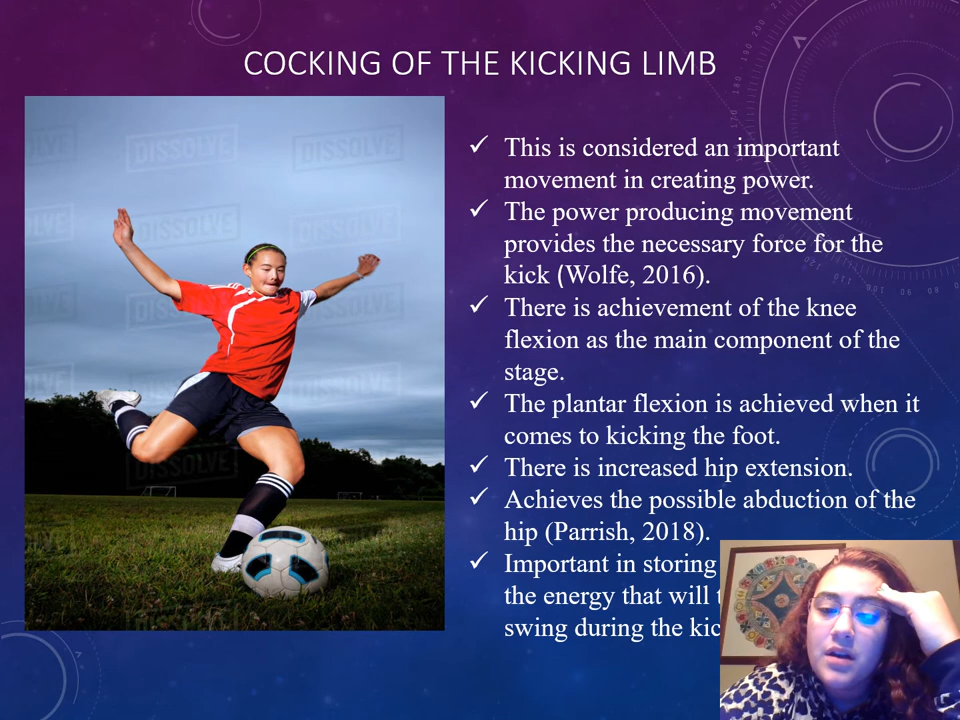 COCKING OF THE KICKING LIMB
This is considered an important
movement in creating power.
The power producing movement
provides the necessary force for the
kick (Wolfe, 2016).
There is achievement of the knee
flexion as the main component of the
stage.
The plantar flexion is achieved when it
comes to kicking the foot.
There is increased hip extension.
Achieves the possible abduction of the
hip (Parrish, 2018).
Important in storing
the energy that will
swing during the
DISSOLVE